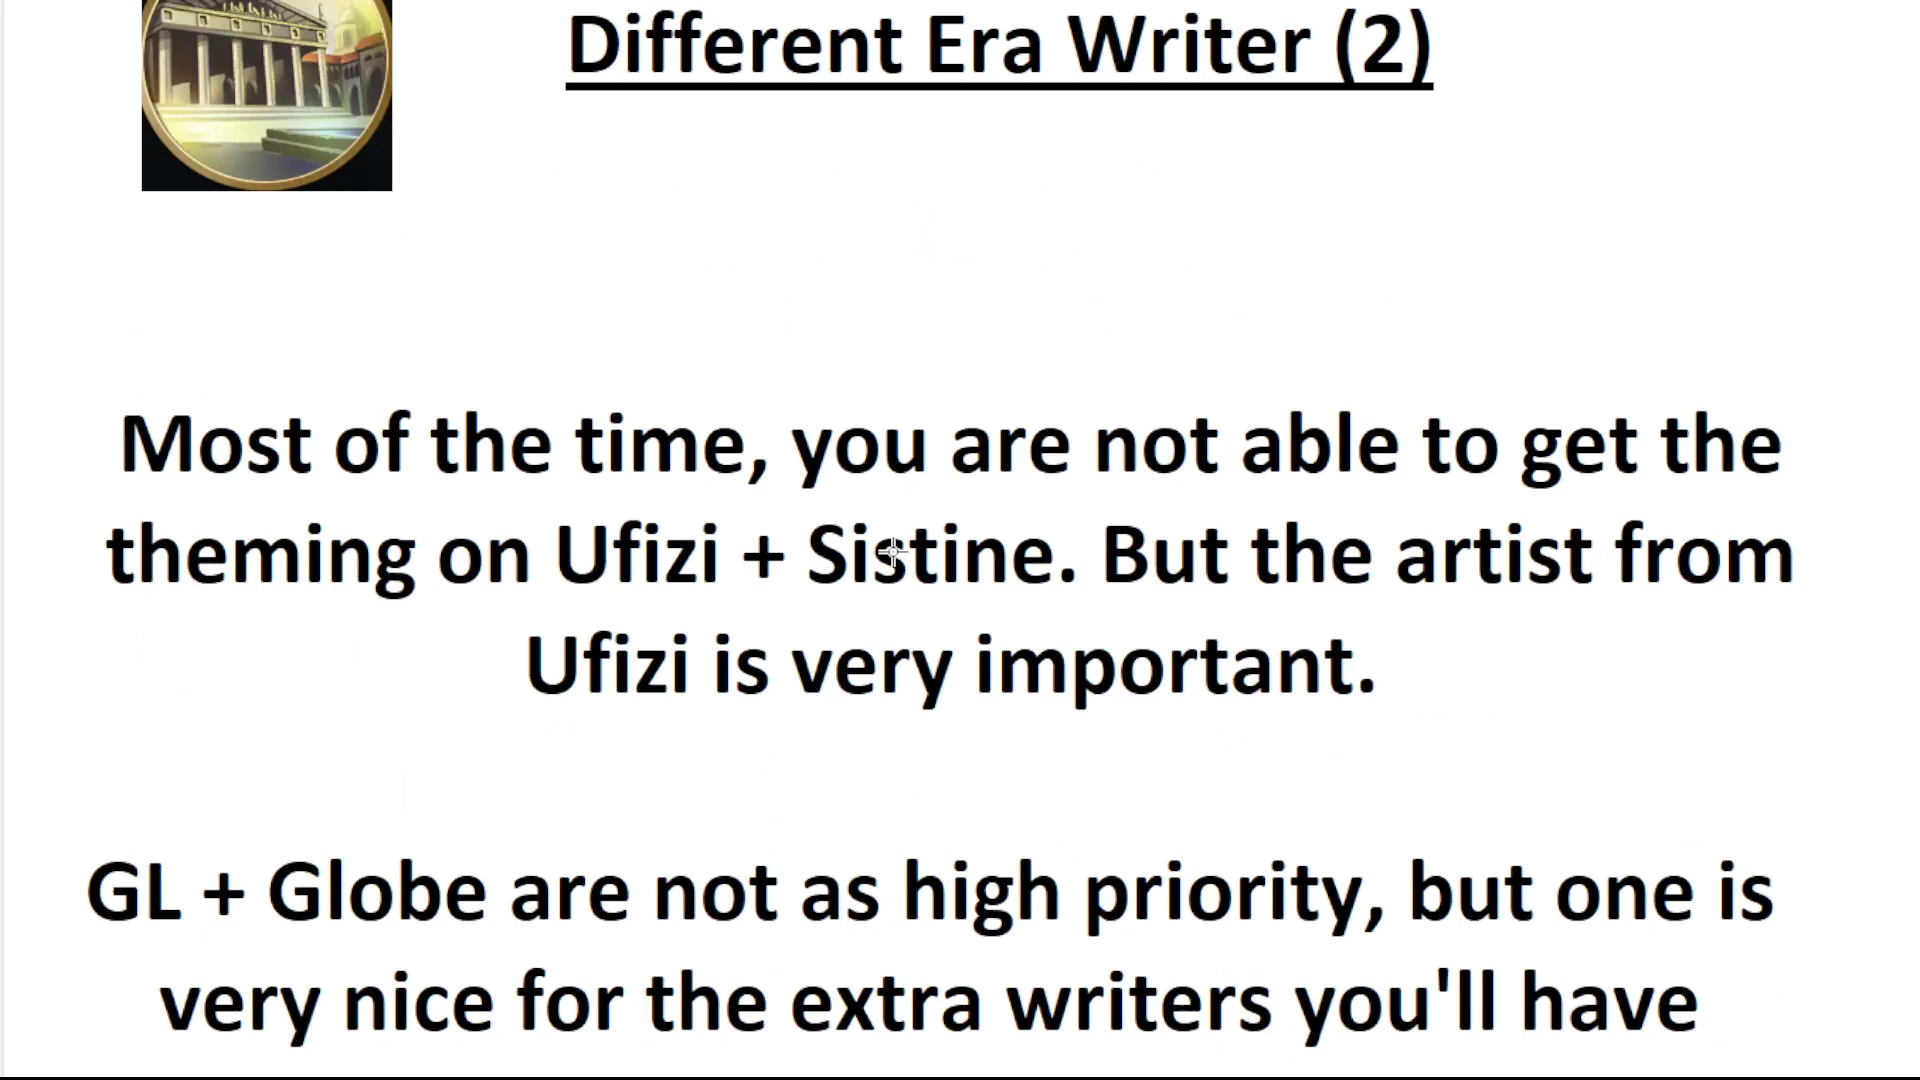 Different Era Writer (2)
Most of the time, you are not able to get the
theming on Ufizi + Sistine. But the artist from
Ufizi is very important.
GL + Globe are not as high priority, but one is
very nice for the extra writers you'll have